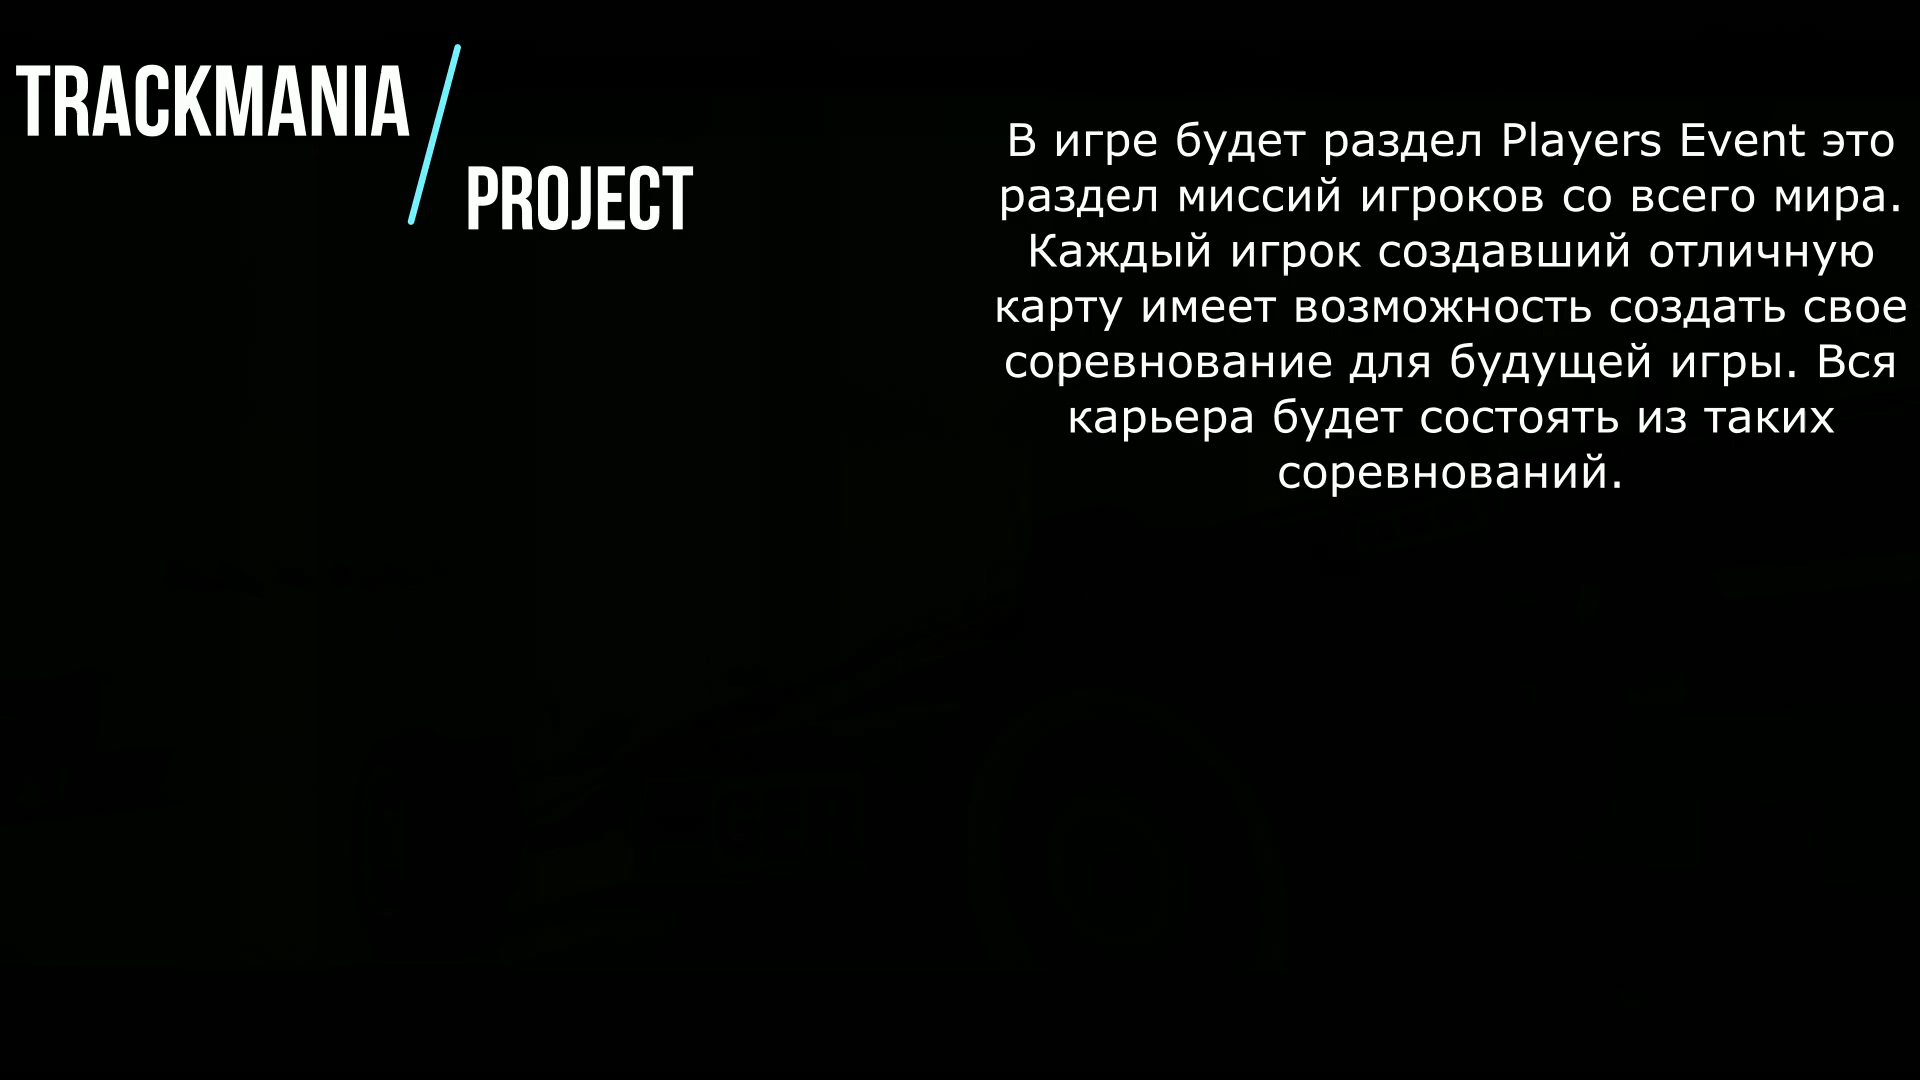 TRACKMANIA
PROJECT
В игре будет раздел Players Event это
раздел миссий игроков со всего мира.
Каждый игрок создавший отличную
карту имеет возможность создать свое
соревнование для будущей игры. Вся
карьера будет состоять из таких
соревнований.